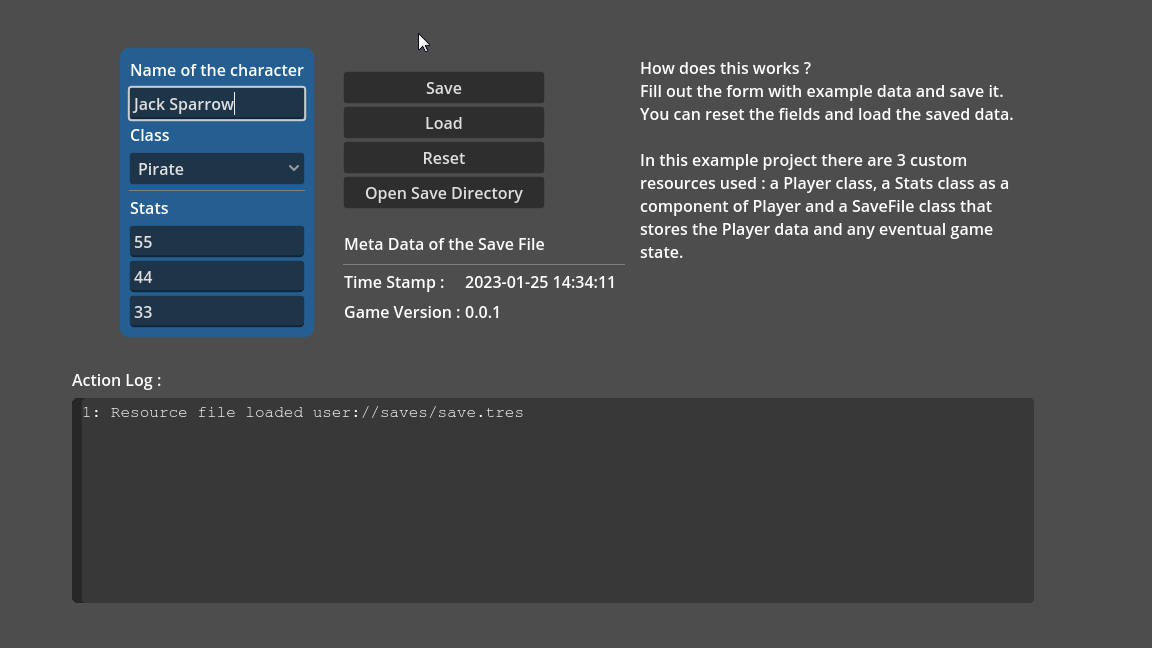 Name of the character
Jack Sparrow
Class
Pirate
Stats
55
44
33
Save
Load
Reset
Open Save Directory
Meta Data of the Save File
Time Stamp : 2023-01-25 14:34:11
Game Version : 0.0.1
How does this works ?
Fill out the form with example data and save it.
You can reset the fields and load the saved data.
In this example project there are 3 custom
resources used : a Player class, a Stats class as a
component of Player and a SaveFile class that
stores the Player data and any eventual game
state.
Action Log :
1: Resource file loaded user://saves/save.tres